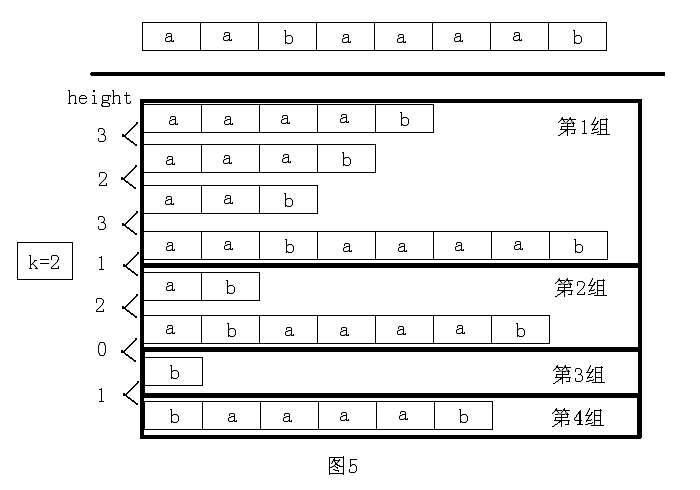 a a b a a a a b
height
a a a a b 第1组
3
a a a b
2
a a b
3
a a b a a a a b
k=2
1
a b 第2组
2
a b a a a a b
0
b 第3组
1
b a a a a b 第4组
图5